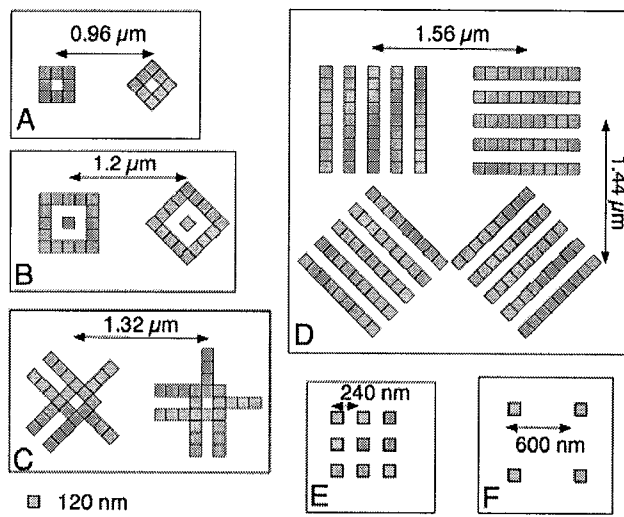 0.96 µm
A
1.2 µm
B
1.32 µm
C
120 nm
1.56 µm
1.44 µm
D
240 nm
E
600 nm
F